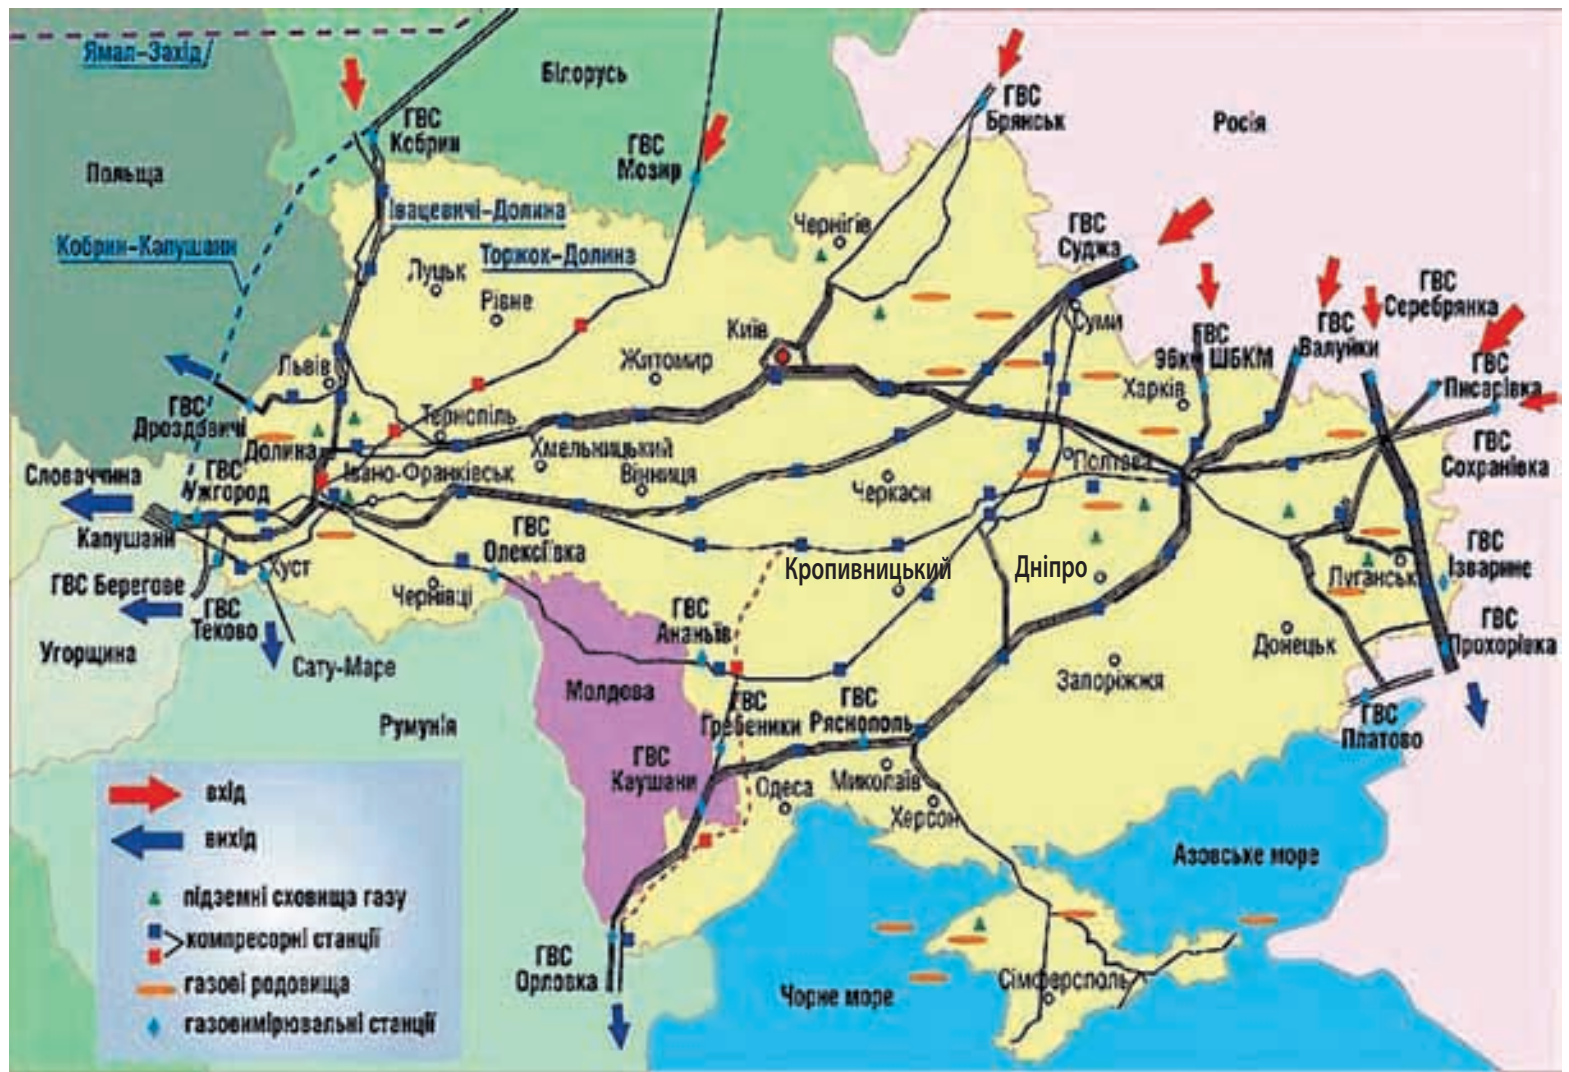 Ямал-Захід
Білорусь
Росія
ГВС
Кобрин
ГВС
Мозир
ГВС
Брянськ
Польща
Івацевичі-Долина
Кобрин-Капушани
Торжок-Долина
Чернігів
ГВС
Суджа
Луцьк
Рівне
Київ
Житомир
Суми
ГВС
96км ШБКМ
ГВС
Валуйки
ГВС
Серебрянка
ГВС
Писарівка
Харків
Львів
ГВС
Дроздовичі
Тернопіль
Долина
Хмельницький
Івано-Франківськ
Вінниця
Черкаси
Полтава
ГВС
Сохранівка
Словаччина
ГВС
Ужгород
Капушани
ГВС
Олексіївка
Хуст
Чернівці
Кропивницький
Дніпро
Луганськ
ГВС
Ізварине
ГВС Берегове
ГВС
Теково
Угорщина
Сату-Маре
ГВС
Ананьїв
Донецьк
ГВС
Прохорівка
Запоріжжя
Молдова
Румунія
ГВС
Гребеники
ГВС
Ряснополь
ГВС
Платово
ГВС
Каушани
Одеса
Миколаїв
Херсон
Азовське море
вхід
вихід
підземні сховища газу
компресорні станції
газові родовища
газовимірювальні станції
ГВС
Орловка
Чорне море
Сімферополь